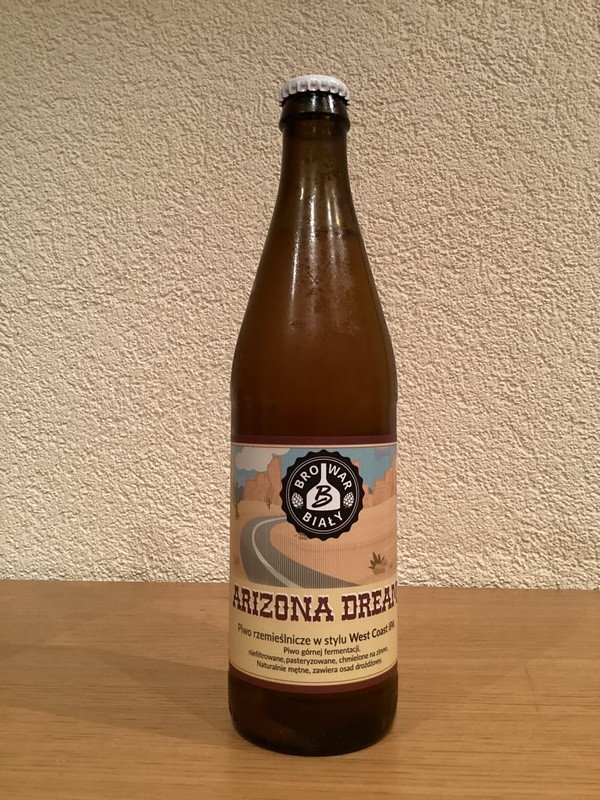 BROWAR
B
BIAŁY
ARIZONA DREAM
Piwo rzemieślnicze w stylu West Coast IPA
Piwo górnej fermentacji,
niefiltrowane, pasteryzowane, chmielone na zimno.
Naturalnie mętne, zawiera osad drożdżowy.